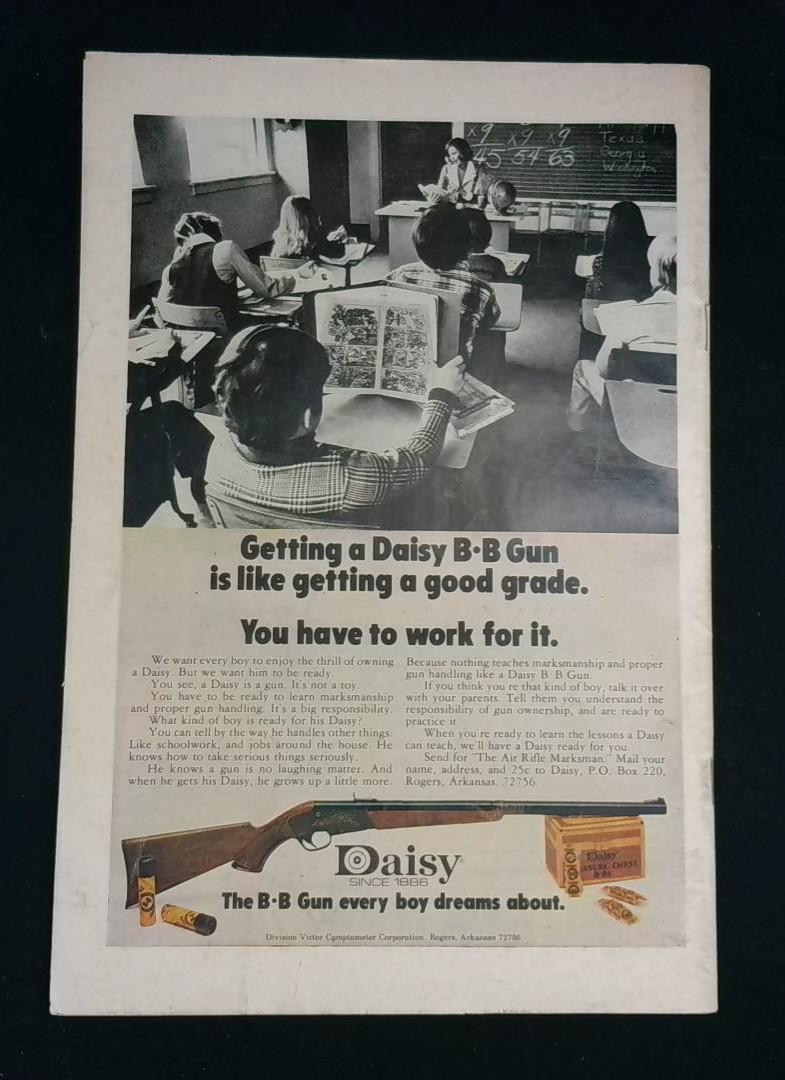 x9 x9 x9
45 54 63
Texas
Georgia
Getting a Daisy B·B Gun
is like getting a good grade.
You have to work for it.
We want every boy to enjoy the thrill of owning
a Daisy. But we want him to be ready.
You see, a Daisy is a gun. It's not a toy.
You have to be ready to learn marksmanship
and proper gun handling. It's a big responsibility.
What kind of boy is ready for his Daisy?
You can tell by the way he handles other things.
Like schoolwork, and jobs around the house. He
knows how to take serious things seriously.
He knows a gun is no laughing matter. And
when he gets his Daisy, he grows up a little more.
Because nothing teaches marksmanship and proper
gun handling like a Daisy B·B Gun.
If you think you're that kind of boy, talk it over
with your parents. Tell them you understand the
responsibility of gun ownership, and are ready to
practice it.
When you're ready to learn the lessons a Daisy
can teach, we'll have a Daisy ready for you.
Send for "The Air Rifle Marksman." Mail your
name, address, and 25c to Daisy, P.O. Box 220,
Rogers, Arkansas. 72756.
Daisy
SINCE 1886
Daisy
ASURE CHEST
The B·B Gun every boy dreams about.
Division Victor Comptometer Corporation. Rogers, Arkansas 72756